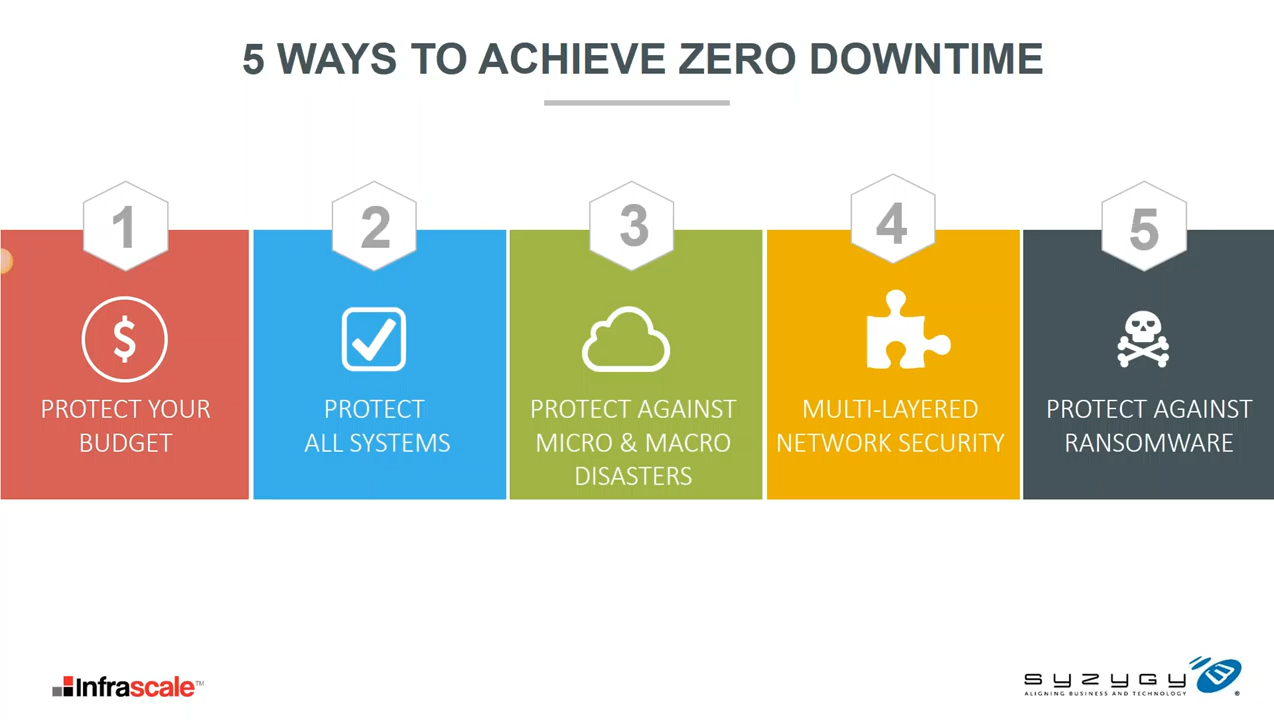 5 WAYS TO ACHIEVE ZERO DOWNTIME
1
$
PROTECT YOUR
BUDGET
2
PROTECT
ALL SYSTEMS
3
PROTECT AGAINST
MICRO & MACRO
DISASTERS
4
MULTI-LAYERED
NETWORK SECURITY
5
PROTECT AGAINST
RANSOMWARE
Infrascale™
SYZYGY
ALIGNING BUSINESS AND TECHNOLOGY
®